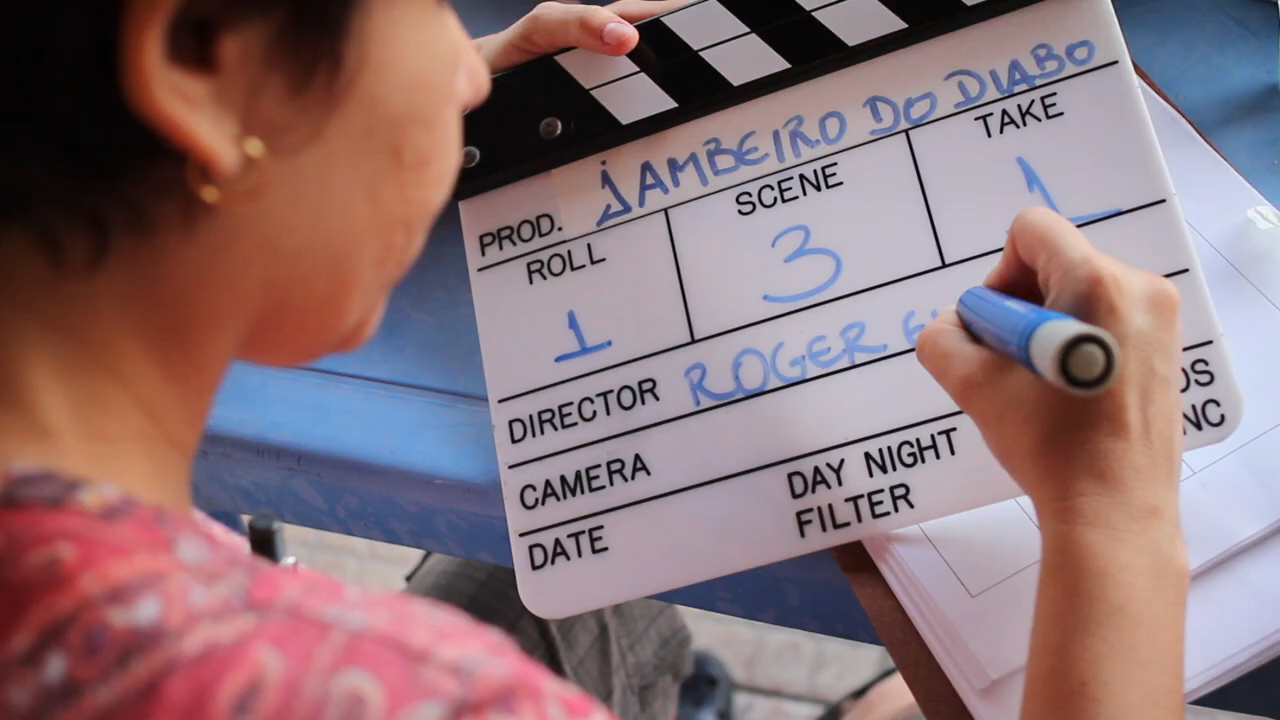 PROD. JAMBEIRO DO DIABO
ROLL SCENE TAKE
1 3 1
DIRECTOR ROGER
CAMERA
DATE DAY NIGHT
FILTER